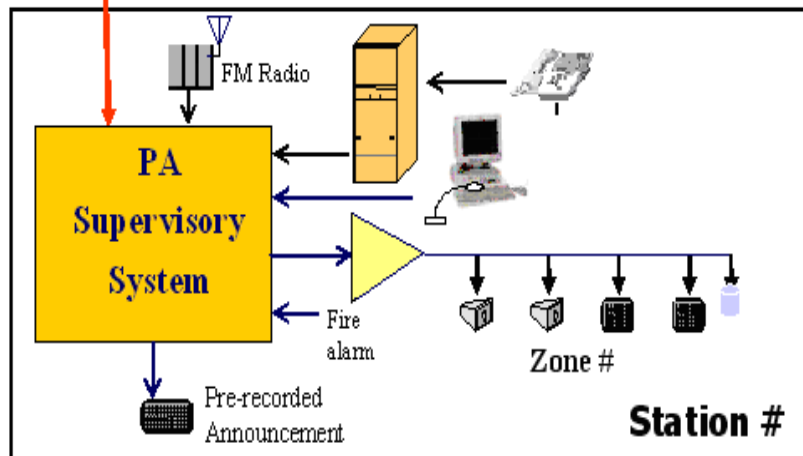 FM Radio
PA
Supervisory
System
Fire
alarm
Zone #
Pre-recorded
Announcement
Station #